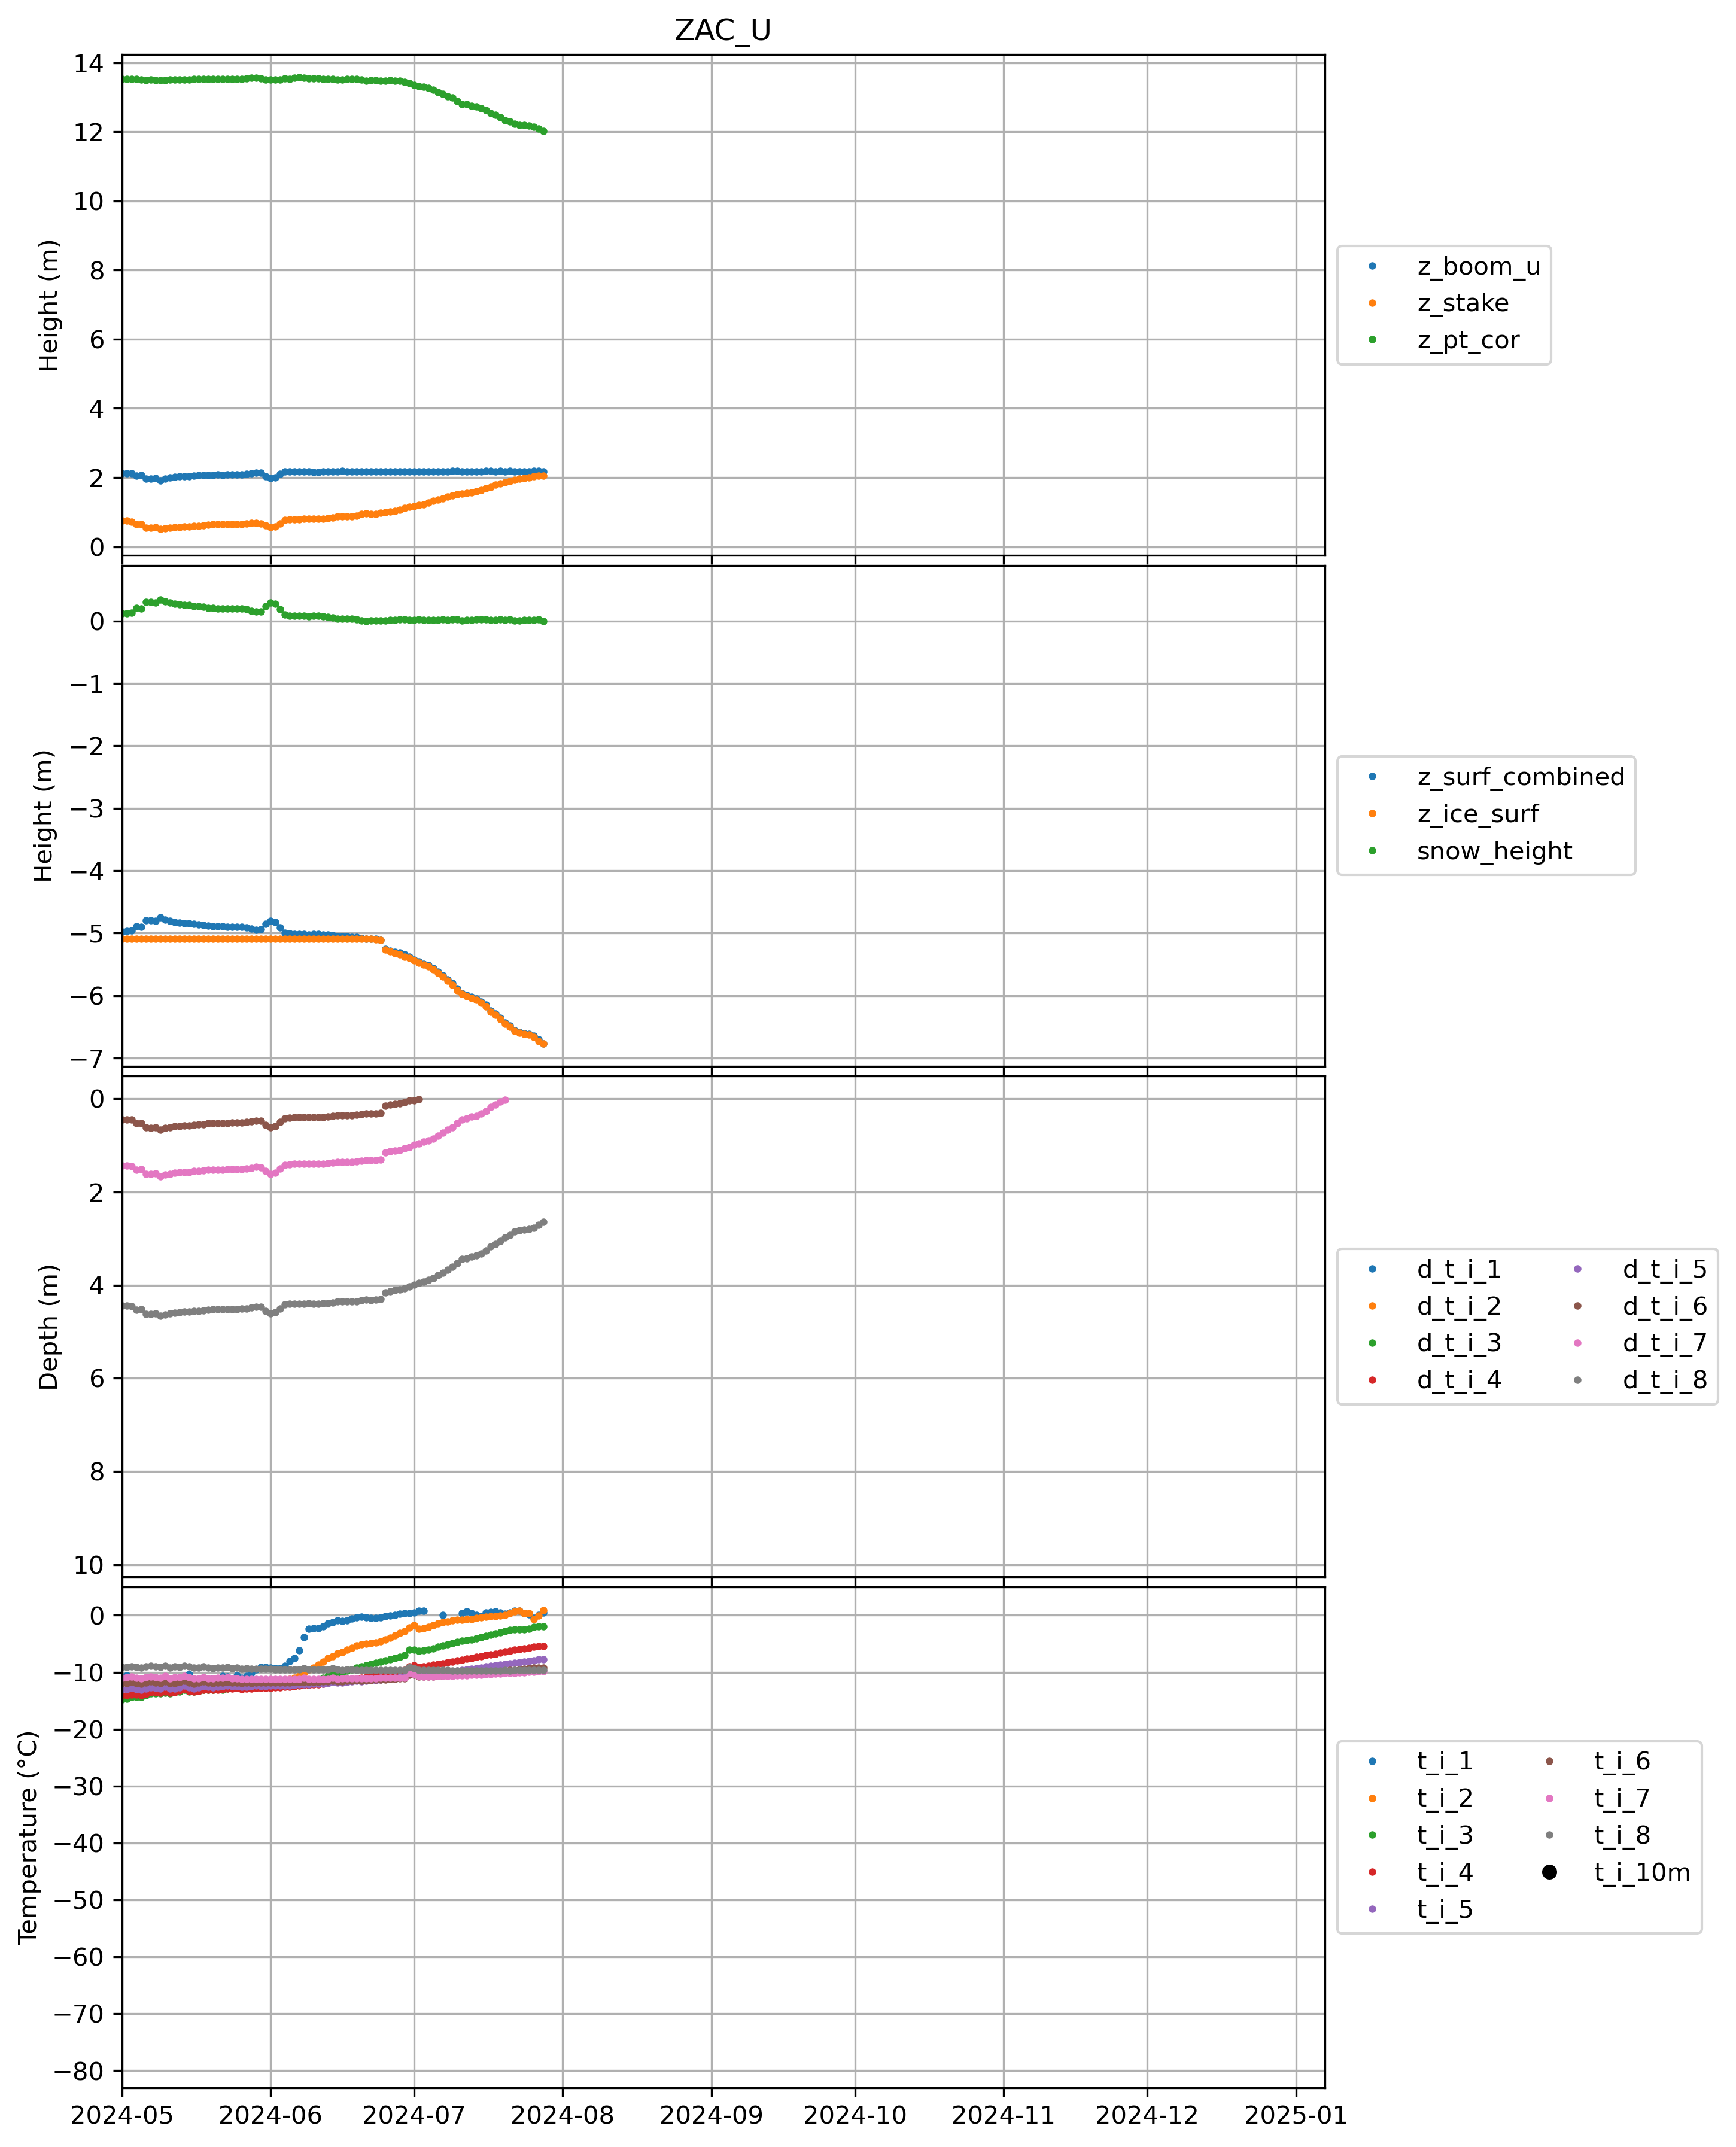 ZAC_U
14
12
10
8
6
4
2
0
Height (m)
z_boom_u
z_stake
z_pt_cor
0
−1
−2
−3
−4
−5
−6
−7
Height (m)
z_surf_combined
z_ice_surf
snow_height
0
2
4
6
8
10
Depth (m)
d_t_i_1
d_t_i_2
d_t_i_3
d_t_i_4
d_t_i_5
d_t_i_6
d_t_i_7
d_t_i_8
0
−10
−20
−30
−40
−50
−60
−70
−80
Temperature (°C)
t_i_1
t_i_2
t_i_3
t_i_4
t_i_5
t_i_6
t_i_7
t_i_8
t_i_10m
2024-05 2024-06 2024-07 2024-08 2024-09 2024-10 2024-11 2024-12 2025-01